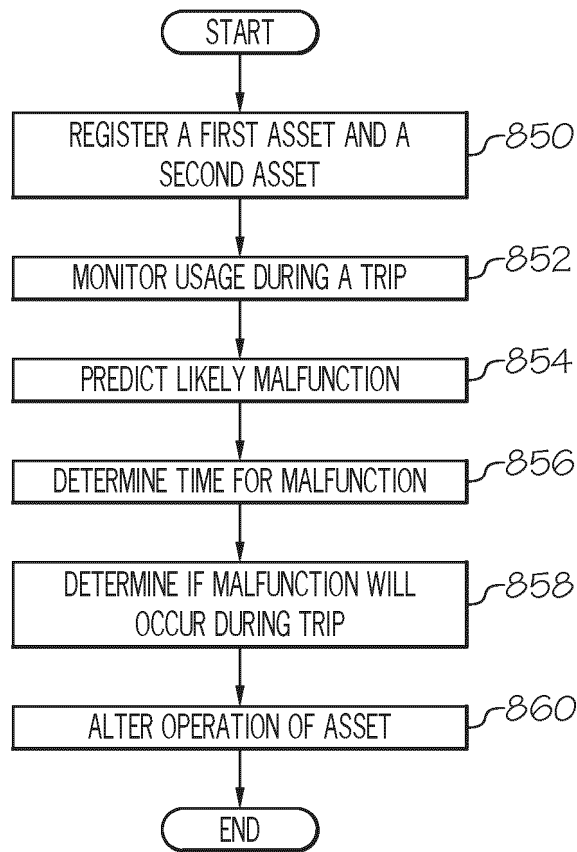 START
REGISTER A FIRST ASSET AND A
SECOND ASSET
850
MONITOR USAGE DURING A TRIP
852
PREDICT LIKELY MALFUNCTION
854
DETERMINE TIME FOR MALFUNCTION
856
DETERMINE IF MALFUNCTION WILL
OCCUR DURING TRIP
858
ALTER OPERATION OF ASSET
860
END